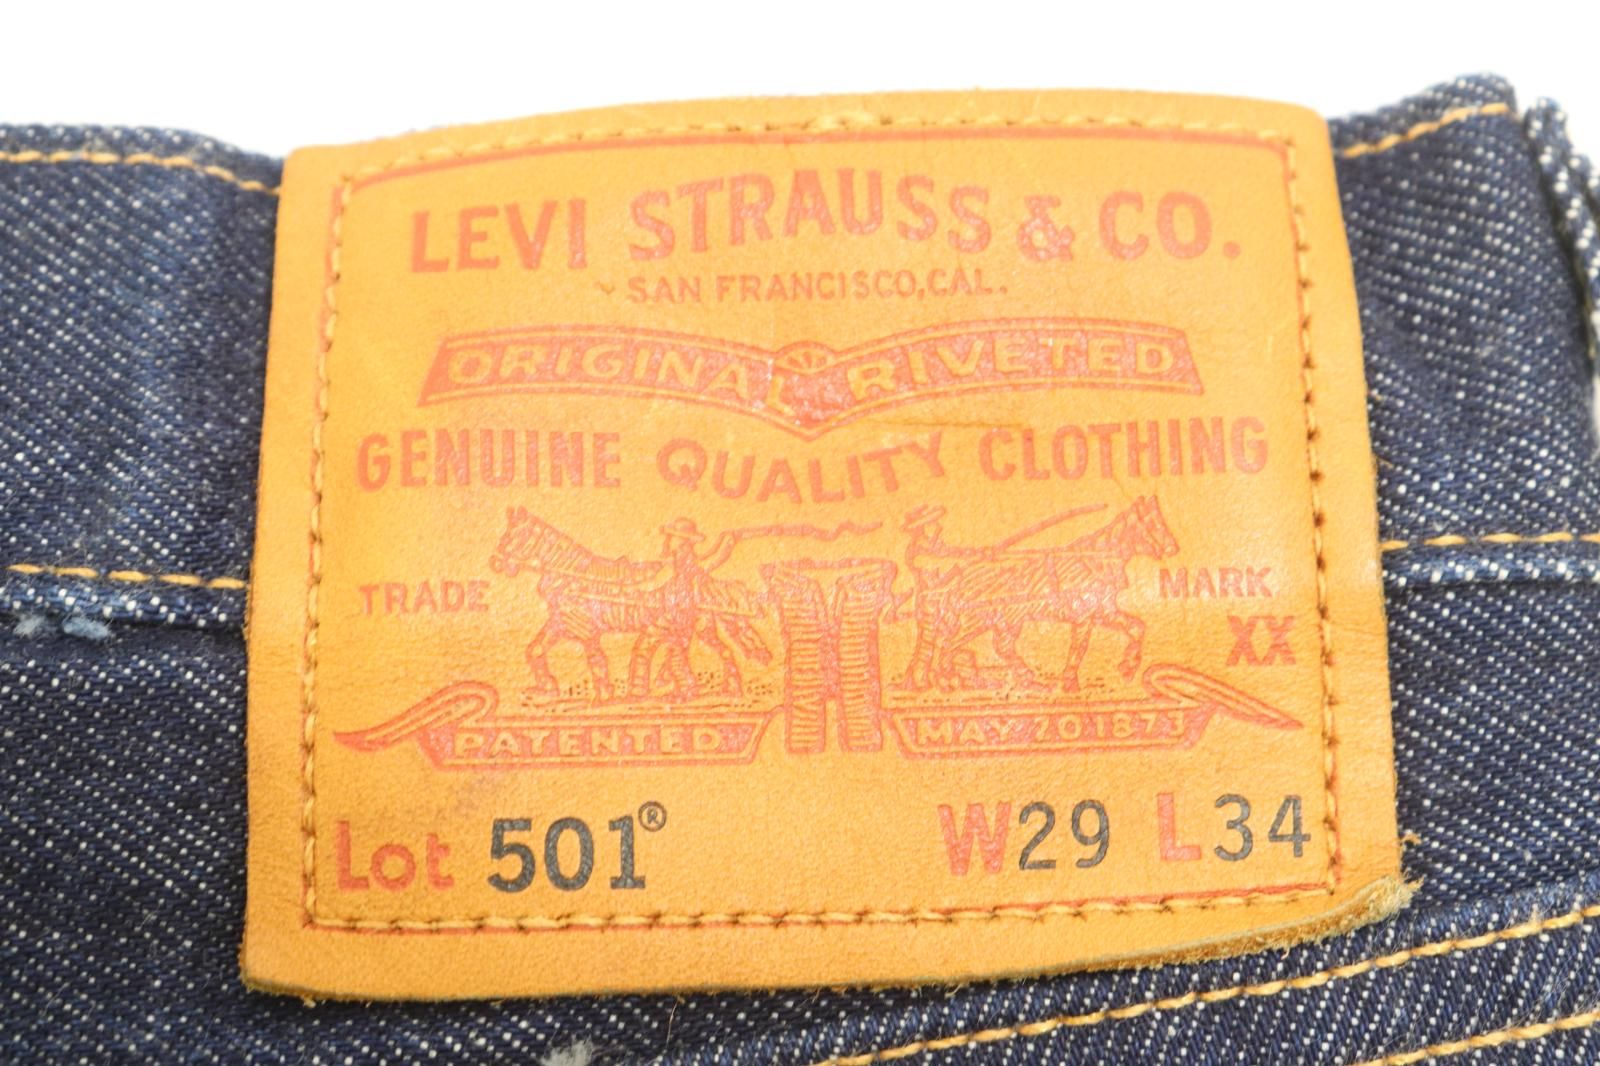 LEVI STRAUSS & CO.
SAN FRANCISCO, CAL.
ORIGINAL RIVETED
GENUINE QUALITY CLOTHING
TRADE MARK
XX
PATENTED MAY 20 1873
Lot 501® W29 L34